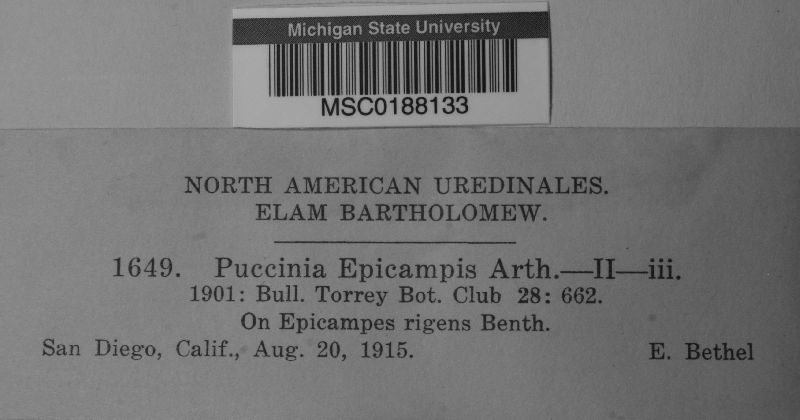 Michigan State University
MSC0188133
NORTH AMERICAN UREDINALES.
ELAM BARTHOLOMEW.
1649. Puccinia Epicampis Arth.—II—iii.
1901: Bull. Torrey Bot. Club 28: 662.
On Epicampes rigens Benth.
San Diego, Calif., Aug. 20, 1915. E. Bethel